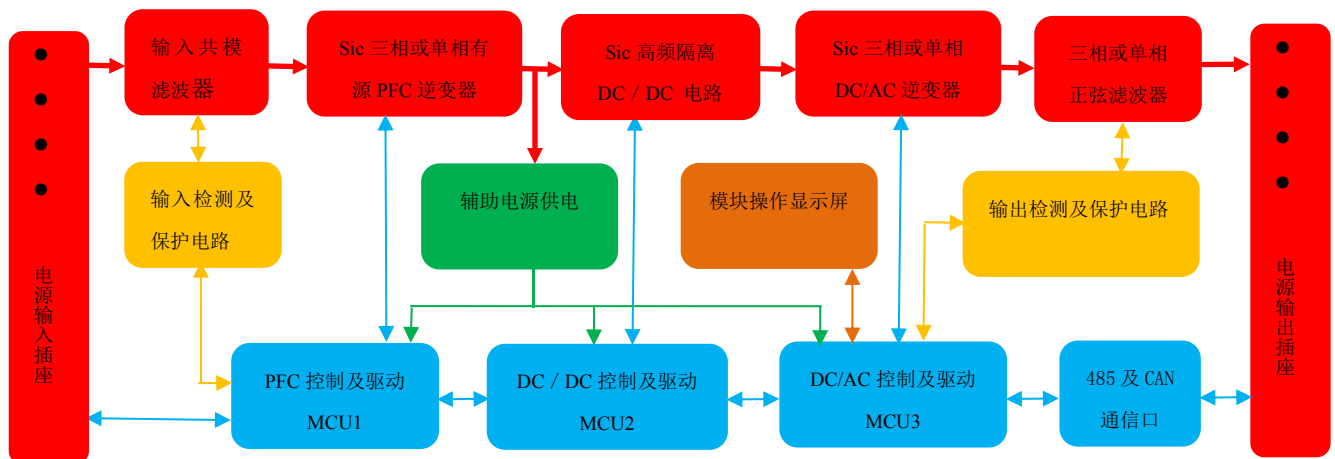 输入共模
滤波器
Sic 三相或单相有
源 PFC 逆变器
Sic 高频隔离
DC / DC 电路
Sic 三相或单相
DC/AC 逆变器
三相或单相
正弦滤波器
输入检测及
保护电路
辅助电源供电
模块操作显示屏
输出检测及保护电路
电源输入插座
电源输出插座
PFC 控制及驱动
MCU1
DC / DC 控制及驱动
MCU2
DC/AC 控制及驱动
MCU3
485 及 CAN
通信口